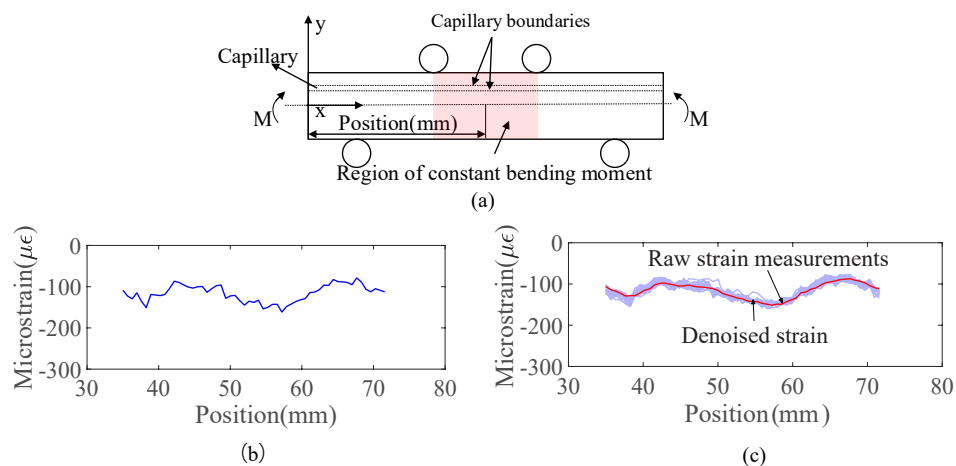 y
Capillary boundaries
Capillary
x
M
M
Position(mm)
Region of constant bending moment
(a)
0
-100
-200
-300
30 40 50 60 70 80
Microstrain(με)
Position(mm)
(b)
0
-100
-200
-300
30 40 50 60 70 80
Microstrain(με)
Raw strain measurements
Denoised strain
Position(mm)
(c)